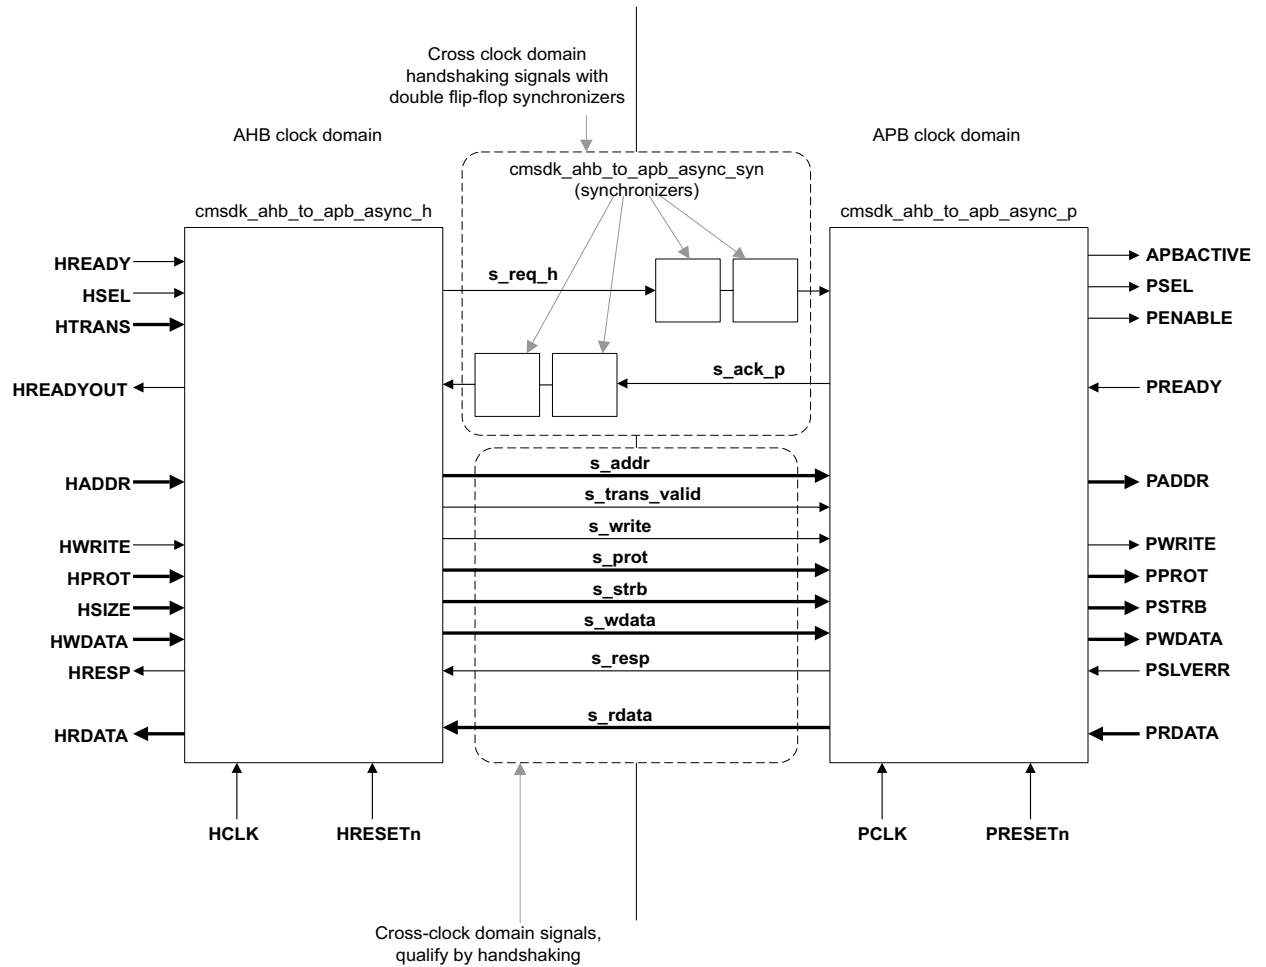 Cross clock domain
handshaking signals with
double flip-flop synchronizers
AHB clock domain
APB clock domain
cmsdk_ahb_to_apb_async_syn
(synchronizers)
cmsdk_ahb_to_apb_async_h
cmsdk_ahb_to_apb_async_p
HREADY
HSEL
HTRANS
HREADYOUT
HADDR
HWRITE
HPROT
HSIZE
HWDATA
HRESP
HRDATA
s_req_h
s_ack_p
s_addr
s_trans_valid
s_write
s_prot
s_strb
s_wdata
s_resp
s_rdata
APBACTIVE
PSEL
PENABLE
PREADY
PADDR
PWRITE
PPROT
PSTRB
PWDATA
PSLVERR
PRDATA
HCLK
HRESETn
PCLK
PRESETn
Cross-clock domain signals,
qualify by handshaking